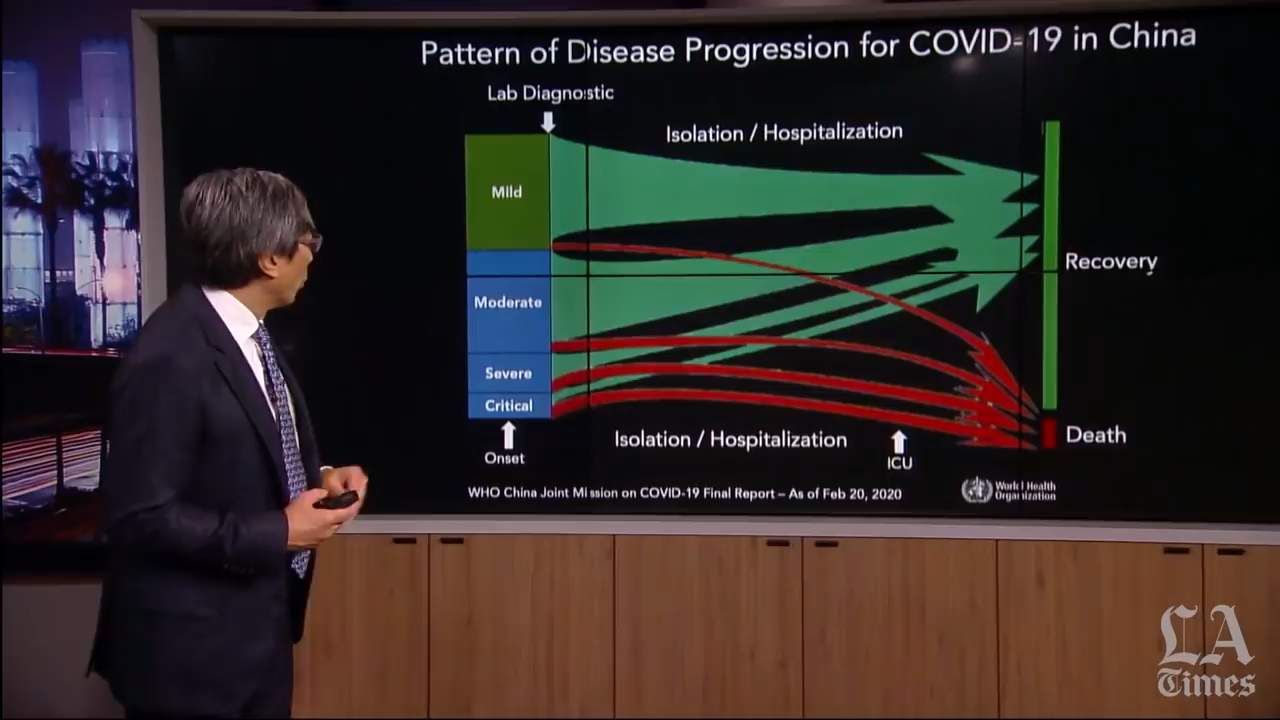 Pattern of Disease Progression for COVID-19 in China
Lab Diagnostic
Isolation / Hospitalization
Mild
Recovery
Moderate
Severe
Critical
Death
Isolation / Hospitalization
Onset
ICU
WHO China Joint Mission on COVID-19 Final Report – As of Feb 20, 2020
World Health
Organization
LA
Times